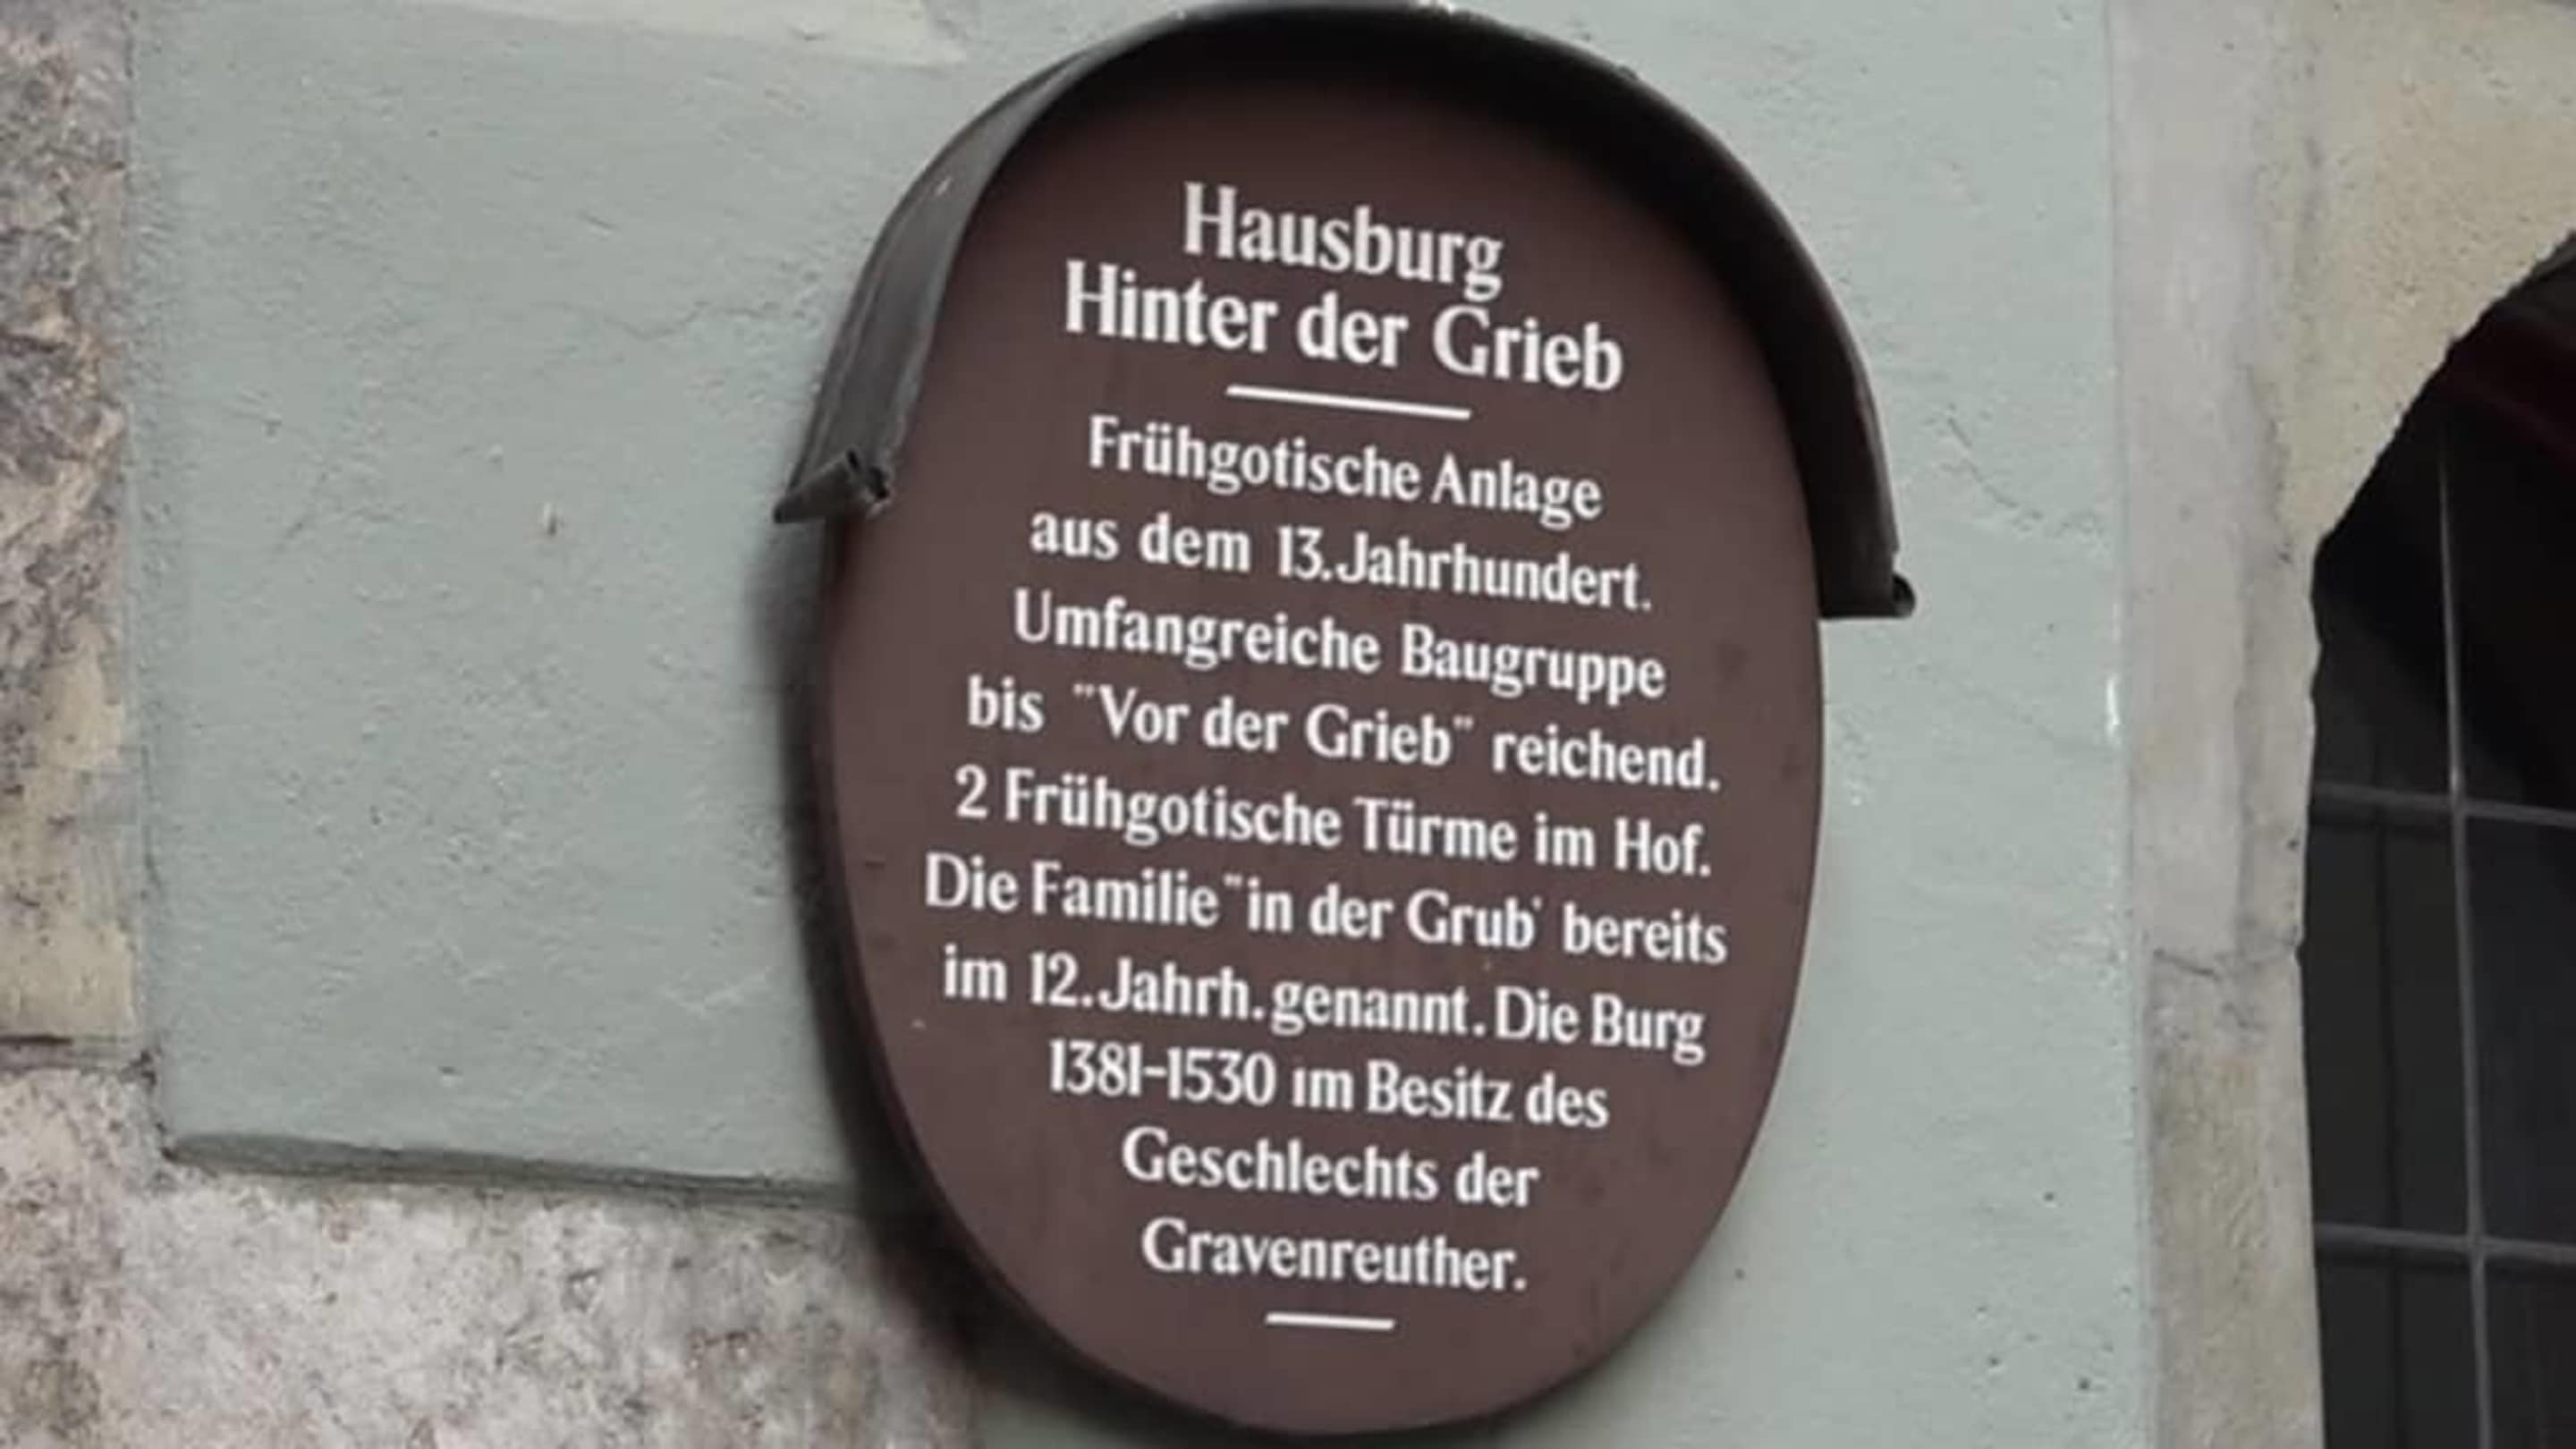 Hausburg
Hinter der Grieb
Frühgotische Anlage
aus dem 13.Jahrhundert.
Umfangreiche Baugruppe
bis "Vor der Grieb" reichend.
2 Frühgotische Türme im Hof.
Die Familie "in der Grub' bereits
im 12.Jahrh.genannt.Die Burg
1381-1530 im Besitz des
Geschlechts der
Gravenreuther.